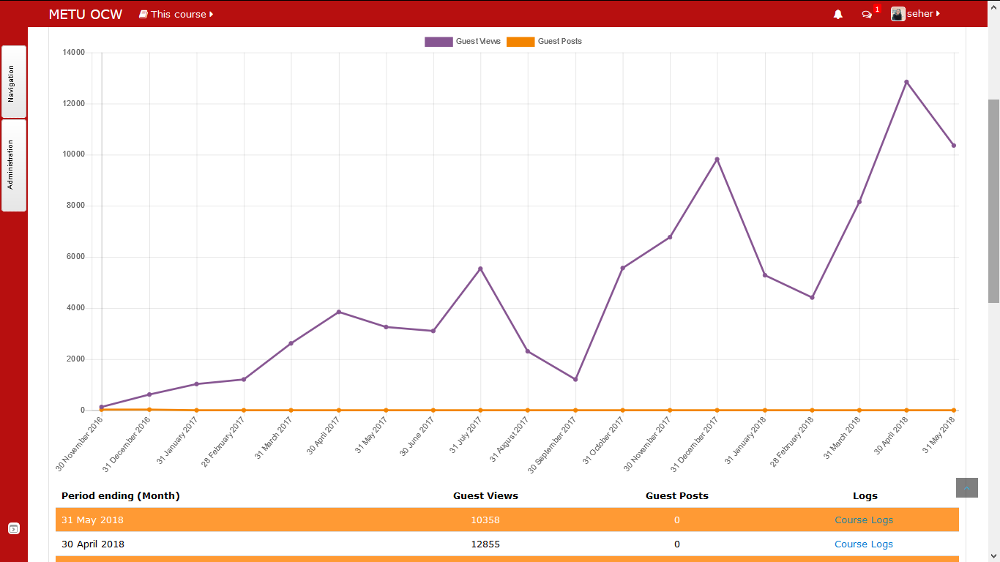 METU OCW This course 1 seher
Guest Views Guest Posts
Navigation
Administration
14000
12000
10000
8000
6000
4000
2000
0
30 November 2016
31 December 2016
31 January 2017
28 February 2017
31 March 2017
30 April 2017
31 May 2017
30 June 2017
31 July 2017
31 August 2017
30 September 2017
31 October 2017
30 November 2017
31 December 2017
31 January 2018
28 February 2018
31 March 2018
30 April 2018
31 May 2018
Period ending (Month) Guest Views Guest Posts Logs
31 May 2018 10358 0 Course Logs
30 April 2018 12855 0 Course Logs